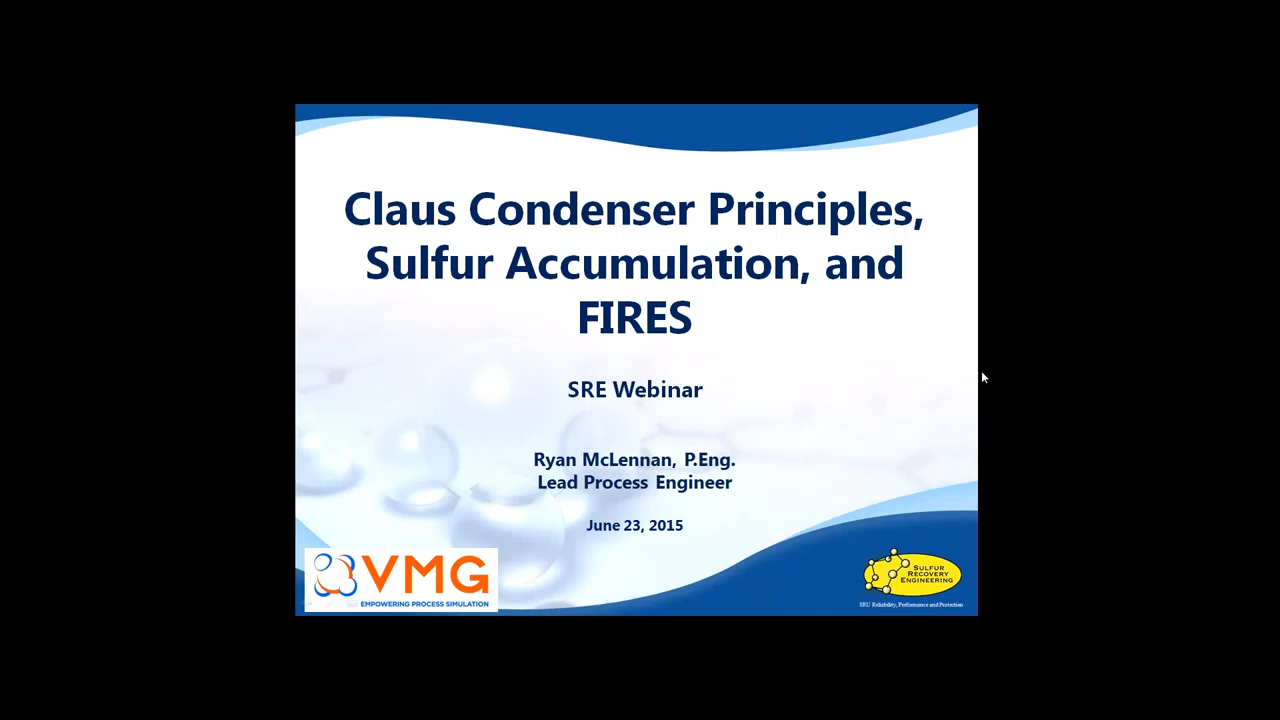 Claus Condenser Principles,
Sulfur Accumulation, and
FIRES
SRE Webinar
Ryan McLennan, P.Eng.
Lead Process Engineer
June 23, 2015
VMG
EMPOWERING PROCESS SIMULATION
SULFUR
RECOVERY
ENGINEERING
SRU Reliability, Performance and Protection